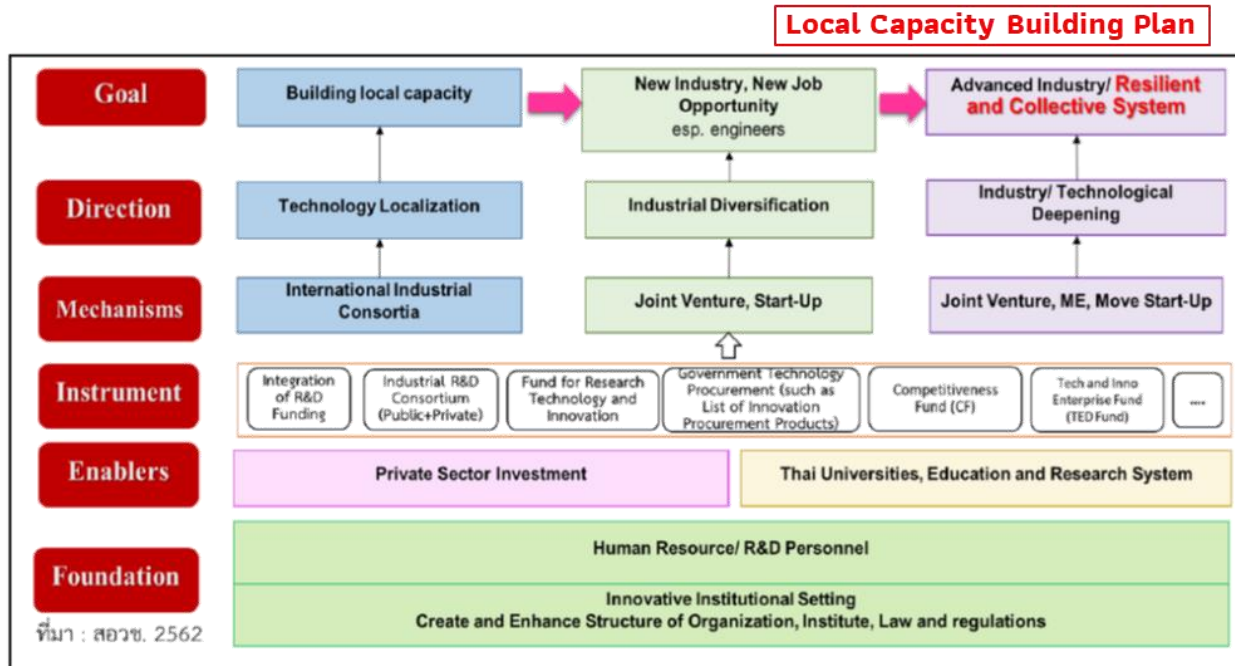 Local Capacity Building Plan
Goal
Building local capacity
New Industry, New Job
Opportunity
esp. engineers
Advanced Industry/ Resilient
and Collective System
Direction
Technology Localization
Industrial Diversification
Industry/ Technological
Deepening
Mechanisms
International Industrial
Consortia
Joint Venture, Start-Up
Joint Venture, ME, Move Start-Up
Instrument
Integration
of R&D
Funding
Industrial R&D
Consortium
(Public+Private)
Fund for Research
Technology and
Innovation
Government Technology
Procurement (such as
List of Innovation
Procurement Products)
Competitiveness
Fund (CF)
Tech and Inno
Enterprise Fund
(TED Fund)
....
Enablers
Private Sector Investment
Thai Universities, Education and Research System
Foundation
Human Resource/ R&D Personnel
Innovative Institutional Setting
Create and Enhance Structure of Organization, Institute, Law and regulations
ที่มา : สอวช. 2562